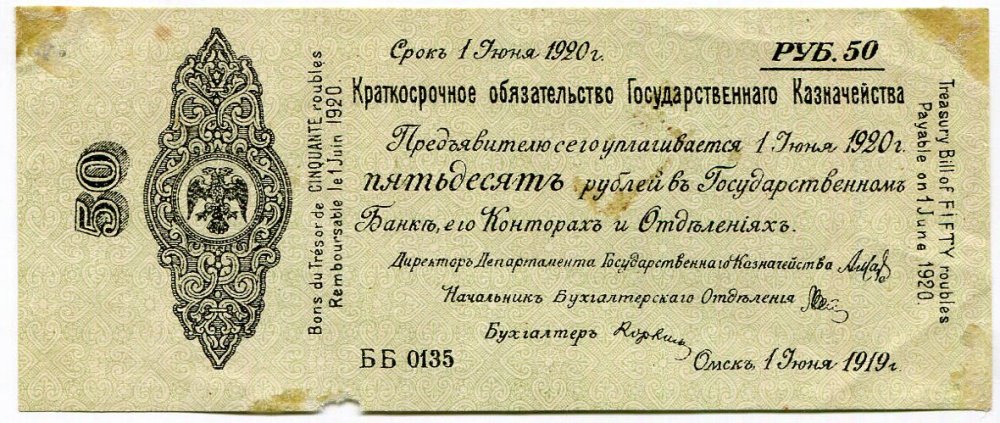 50
Bons du Trésor de CINQUANTE roubles
Remboursable le 1 Juin 1920.
Срокъ 1 Іюня 1920 г.
РУБ. 50
Краткосрочное обязательство Государственнаго Казначейства
Предъявителю сего уплачивается 1 Іюня 1920 г.
пятьдесятъ рублей въ Государственномъ
Банкѣ, его Конторахъ и Отдѣленіяхъ.
Директоръ Департамента Государственнаго Казначейства
Начальникъ Бухгалтерскаго Отдѣленія
Бухгалтеръ
ББ 0135
Омскъ, 1 Іюня 1919 г.
Treasury Bill of FIFTY roubles
Payable on 1 June 1920.